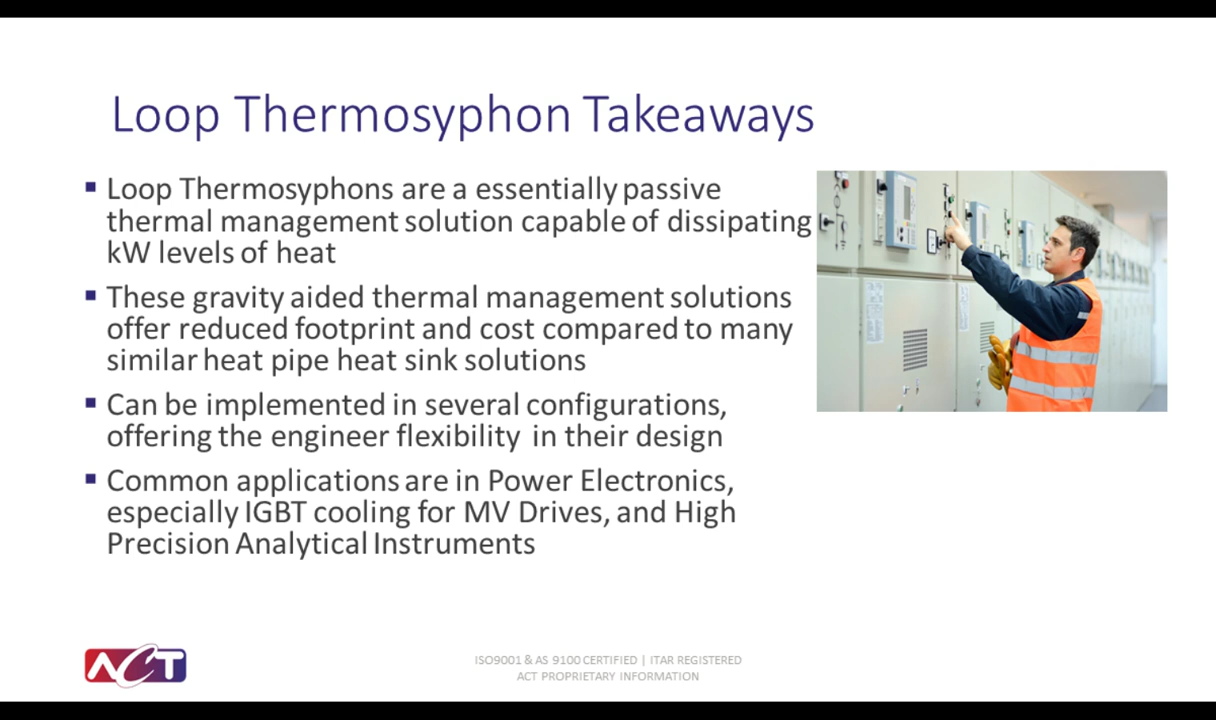 Loop Thermosyphon Takeaways
▪ Loop Thermosyphons are a essentially passive
thermal management solution capable of dissipating
kW levels of heat
▪ These gravity aided thermal management solutions
offer reduced footprint and cost compared to many
similar heat pipe heat sink solutions
▪ Can be implemented in several configurations,
offering the engineer flexibility in their design
▪ Common applications are in Power Electronics,
especially IGBT cooling for MV Drives, and High
Precision Analytical Instruments
ACT
ISO9001 & AS 9100 CERTIFIED | ITAR REGISTERED
ACT PROPRIETARY INFORMATION